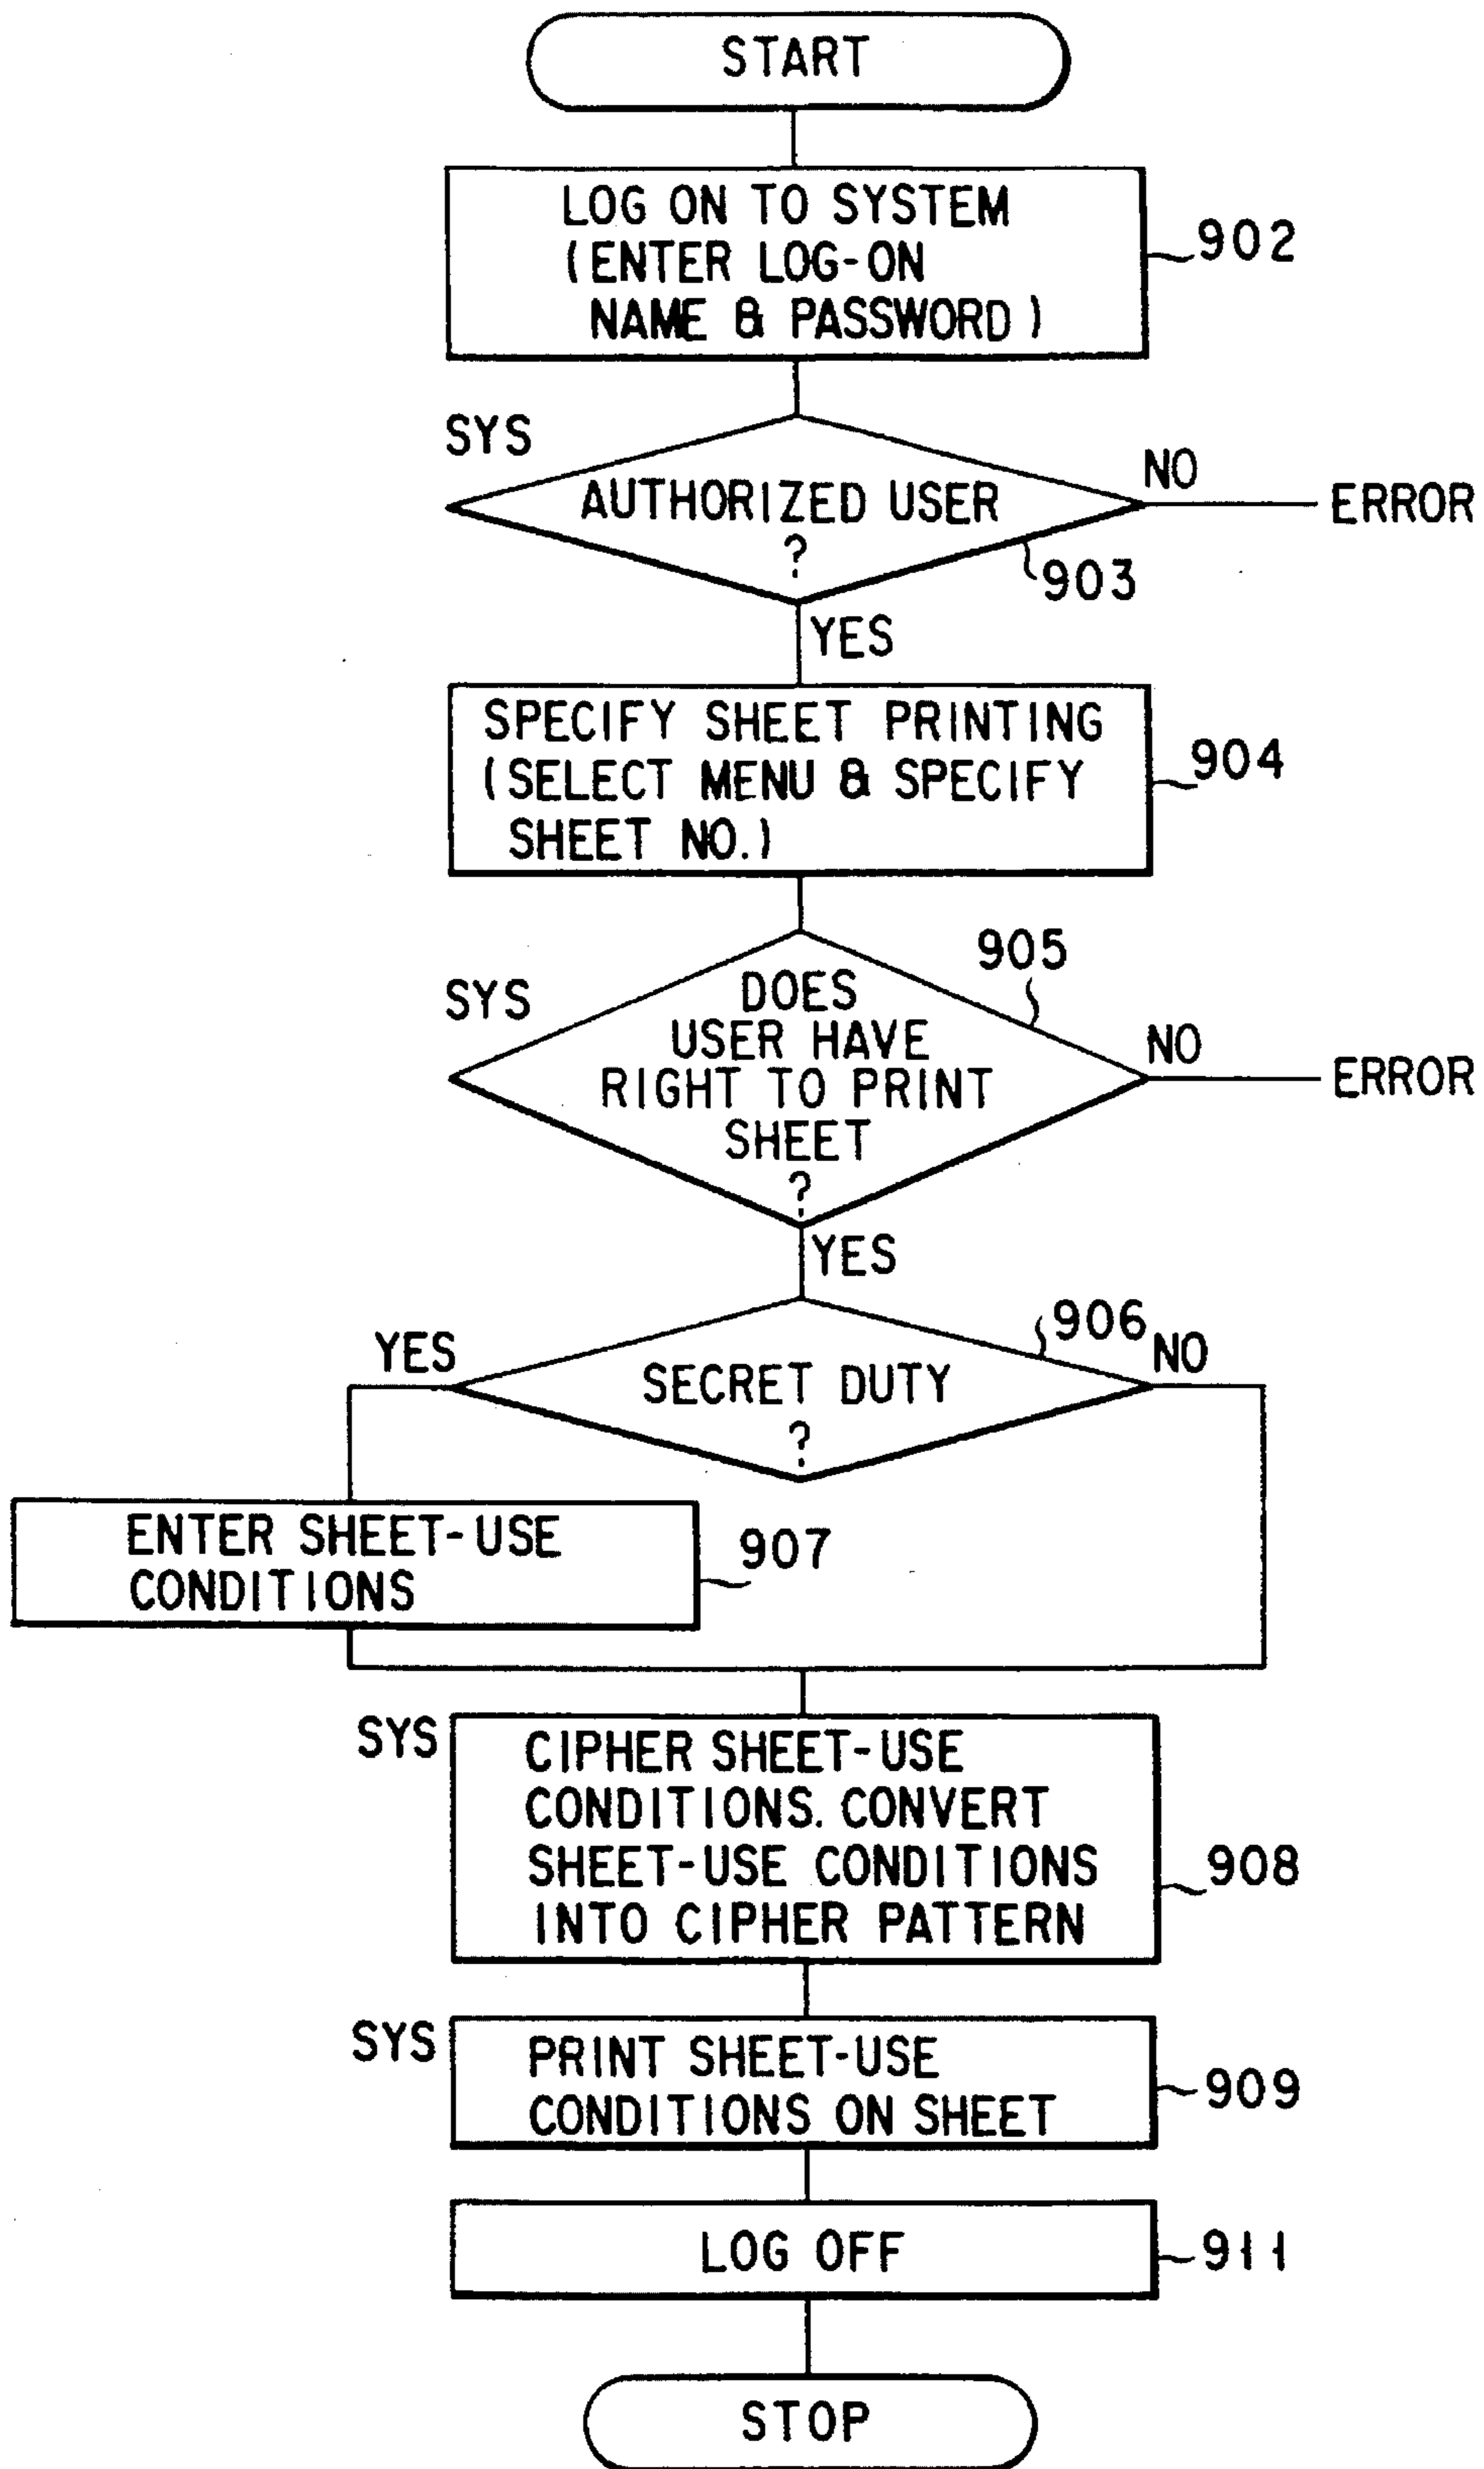 START
LOG ON TO SYSTEM
(ENTER LOG-ON
NAME & PASSWORD)
902
SYS
AUTHORIZED USER
?
NO
ERROR
903
YES
SPECIFY SHEET PRINTING
(SELECT MENU & SPECIFY
SHEET NO.)
904
905
SYS
DOES
USER HAVE
RIGHT TO PRINT
SHEET
?
NO
ERROR
YES
906
YES
SECRET DUTY
?
NO
ENTER SHEET-USE
CONDITIONS
907
SYS
CIPHER SHEET-USE
CONDITIONS. CONVERT
SHEET-USE CONDITIONS
INTO CIPHER PATTERN
908
SYS
PRINT SHEET-USE
CONDITIONS ON SHEET
909
LOG OFF
911
STOP